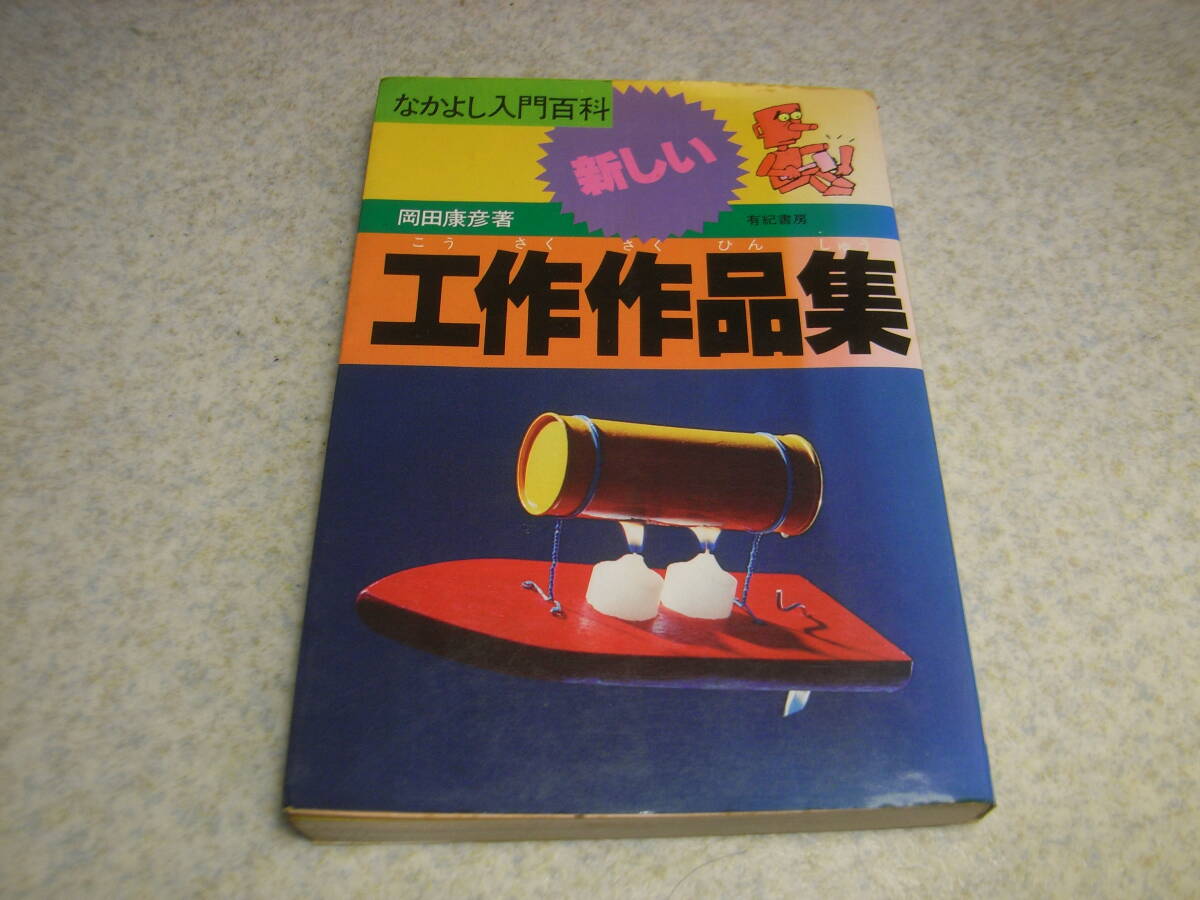 なかよし入門百科
新しい
岡田康彦著
有紀書房
こうさくさくひんしゅう
工作作品集